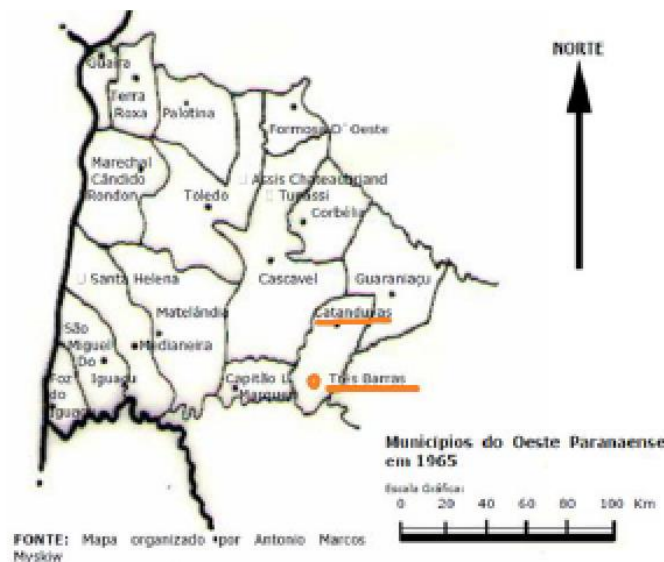 NORTE
Guaira
Terra
Roxa
Palotina
Formosa D´Oeste
Marechal
Cândido
Rondon
Toledo
Assis Chateaubriand
Tupassi
Corbélia
Cascavel
Guaraniaçu
Santa Helena
Matelândia
Catanduvas
São
Miguel
Do
Iguaçu
Medianeira
Foz
do
Iguaçu
Capitão L.
Marques
Três Barras
Municípios do Oeste Paranaense
em 1965
Escala Gráfica:
0 20 40 60 80 100 Km
FONTE: Mapa organizado por Antonio Marcos
Myskiw